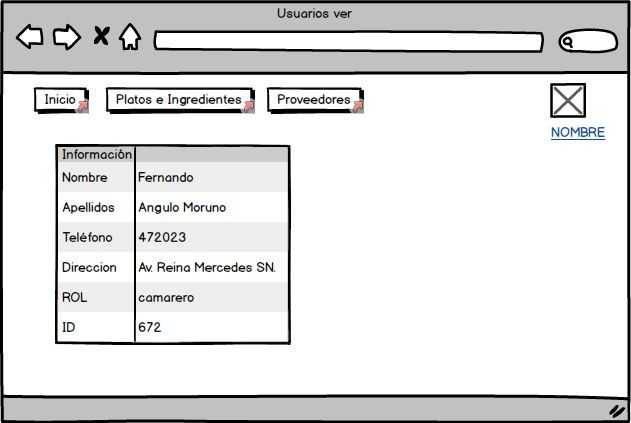 Usuarios ver
Inicio Platos e Ingredientes Proveedores
NOMBRE
Información
Nombre Fernando
Apellidos Angulo Moruno
Teléfono 472023
Direccion Av. Reina Mercedes SN.
ROL camarero
ID 672